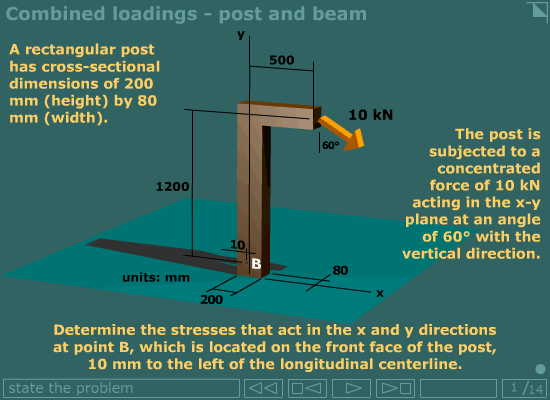 Combined loadings - post and beam
A rectangular post
has cross-sectional
dimensions of 200
mm (height) by 80
mm (width).
y
500
10 kN
60°
The post is
subjected to a
concentrated
force of 10 kN
acting in the x-y
plane at an angle
of 60° with the
vertical direction.
1200
10
B
units: mm
80
200
x
Determine the stresses that act in the x and y directions
at point B, which is located on the front face of the post,
10 mm to the left of the longitudinal centerline.
state the problem
1 /14